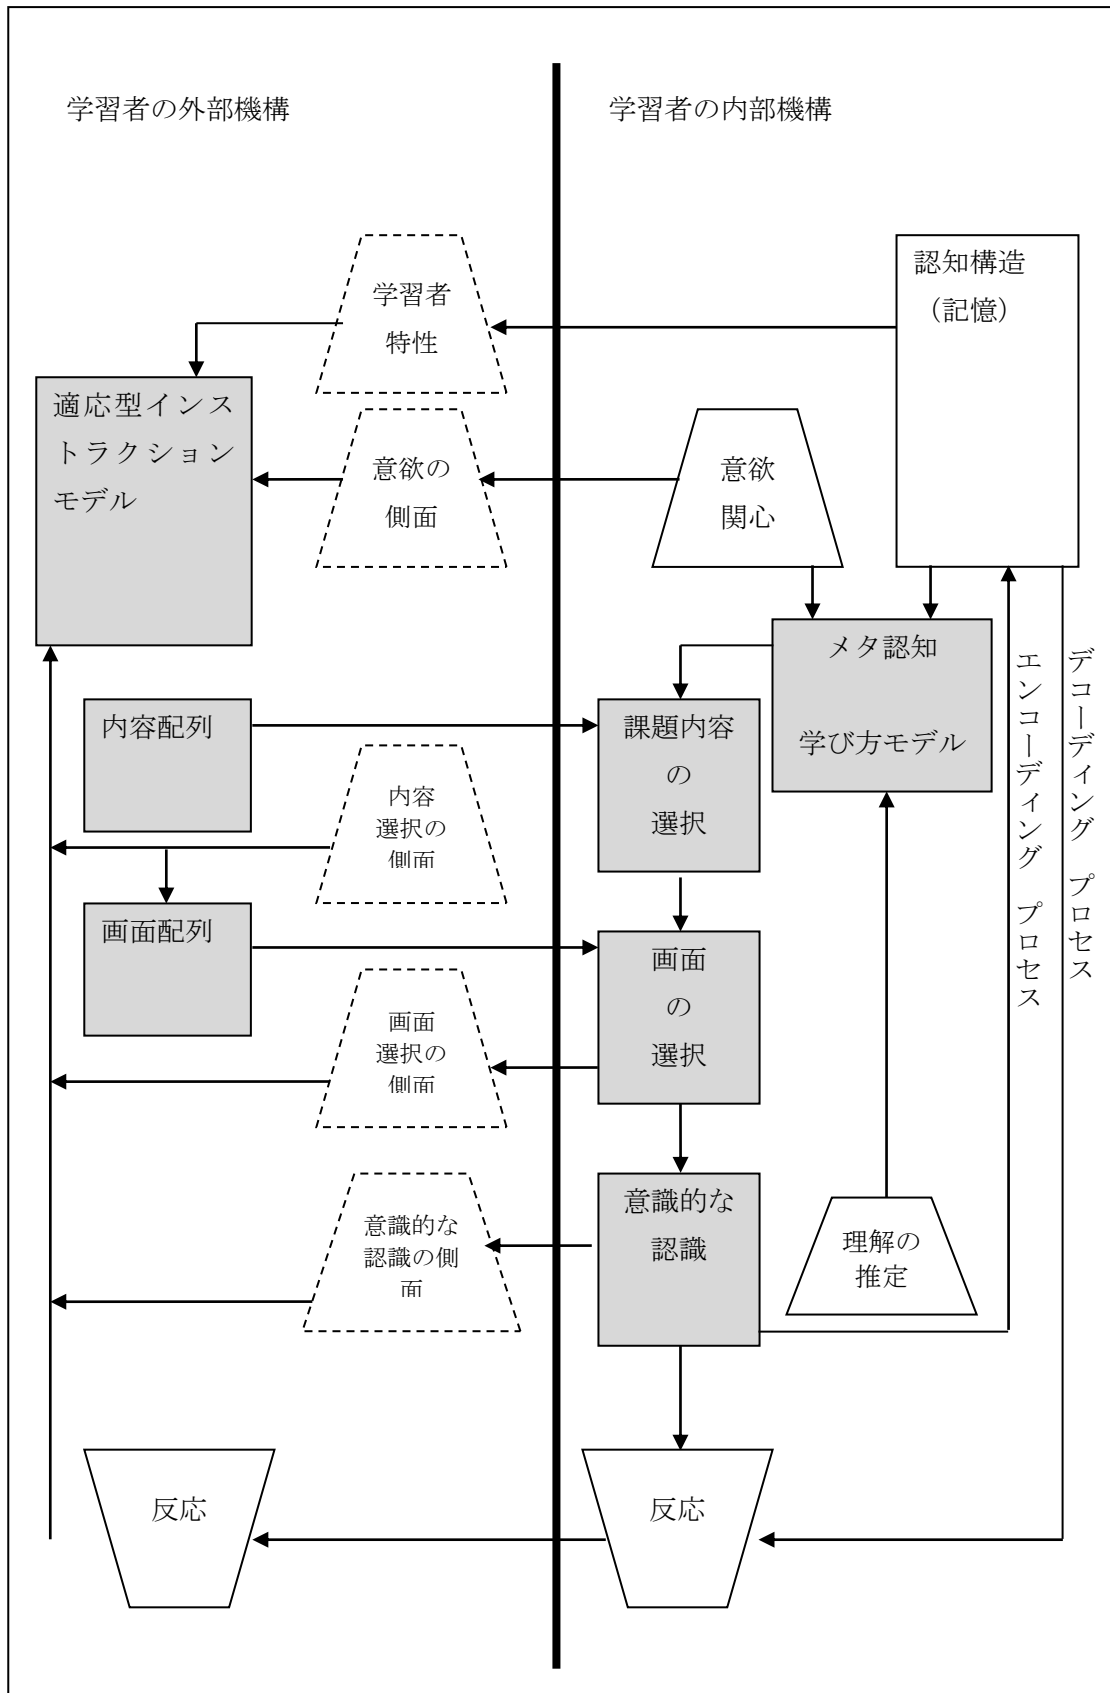 学習者の外部機構
学習者の内部機構
学習者
特性
認知構造
（記憶）
適応型インス
トラクション
モデル
意欲の
側面
意欲
関心
メタ認知
学び方モデル
エンコーディング プロセス
デコーディング プロセス
内容配列
課題内容
の
選択
内容
選択の
側面
画面配列
画面
の
選択
画面
選択の
側面
意識的な
認識
意識的な
認識の側
面
理解の
推定
反応
反応